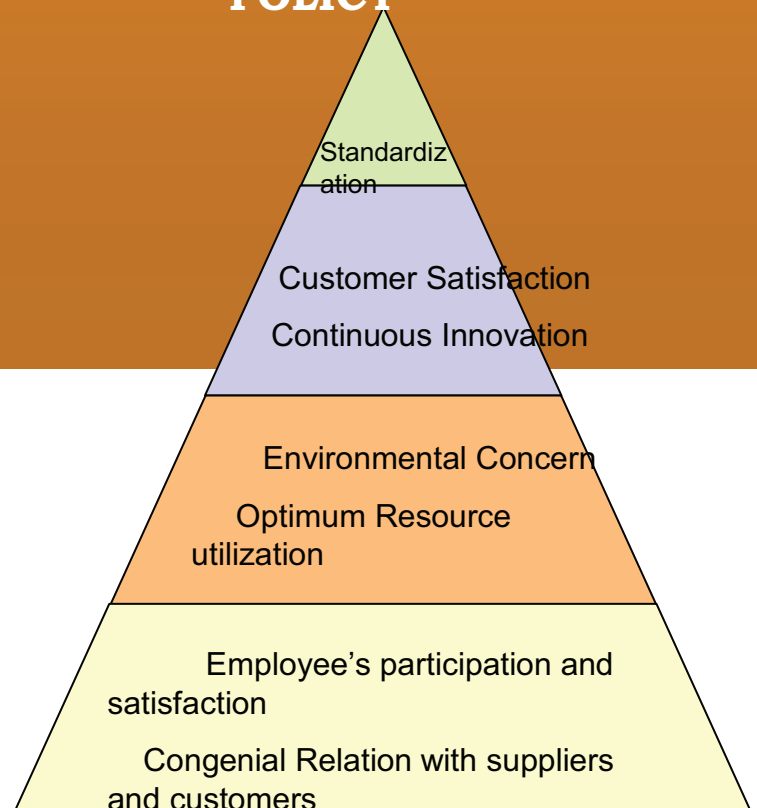 POLICY
Standardiz
ation
Customer Satisfaction
Continuous Innovation
Environmental Concern
Optimum Resource
utilization
Employee’s participation and
satisfaction
Congenial Relation with suppliers
and customers